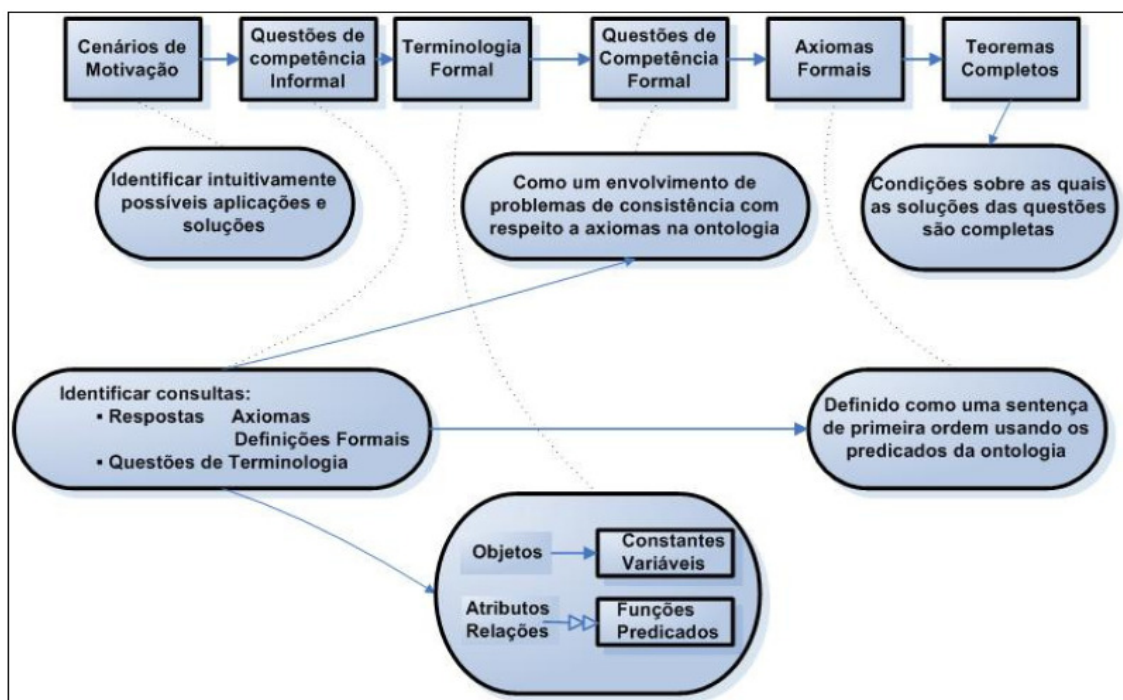 Cenários de
Motivação
Questões de
competência
Informal
Terminologia
Formal
Questões de
Competência
Formal
Axiomas
Formais
Teoremas
Completos
Identificar intuitivamente
possíveis aplicações e
soluções
Como um envolvimento de
problemas de consistência com
respeito a axiomas na ontologia
Condições sobre as quais
as soluções das questões
são completas
Identificar consultas:
▪ Respostas Axiomas
Definições Formais
▪ Questões de Terminologia
Definido como uma sentença
de primeira ordem usando os
predicados da ontologia
Objetos
Constantes
Variáveis
Atributos
Relações
Funções
Predicados